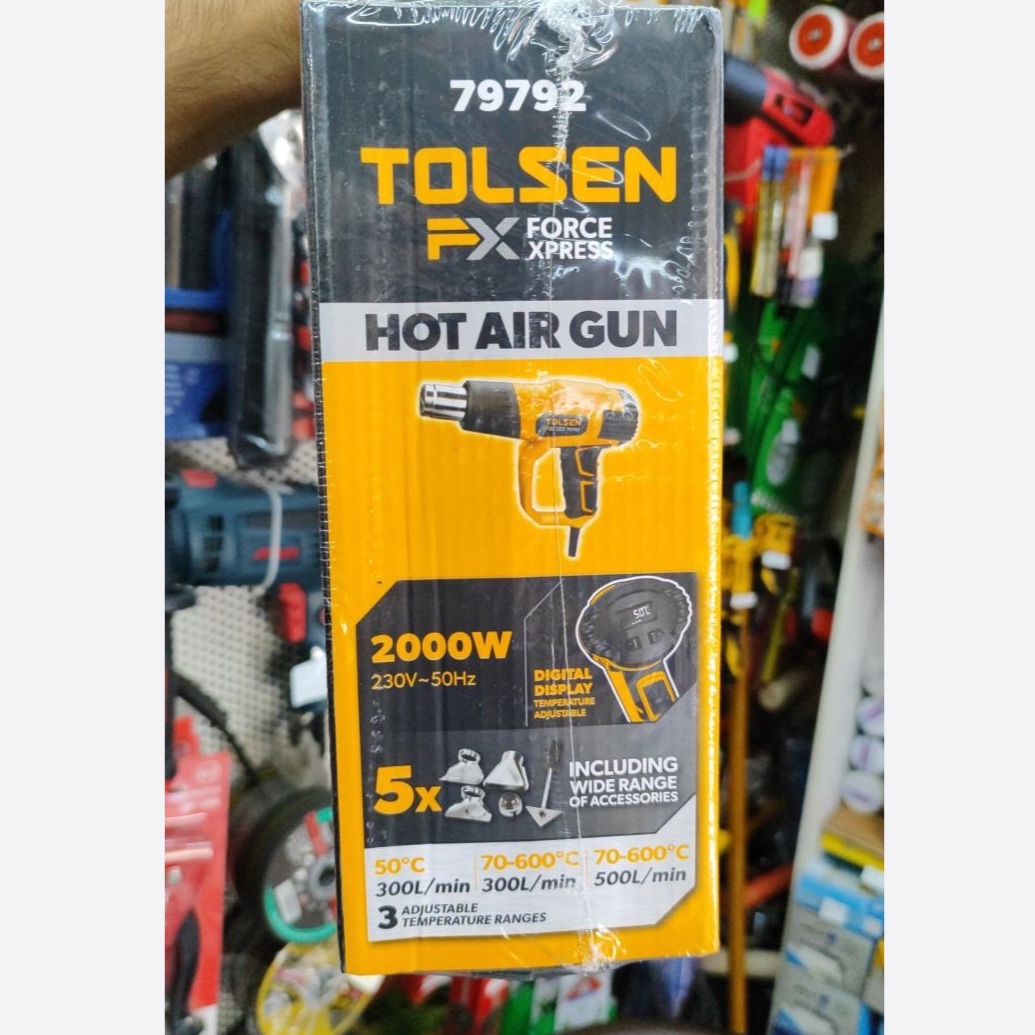 79792
TOLSEN
FX FORCE
XPRESS
HOT AIR GUN
TOLSEN
2000W
230V~50Hz
50°C
DIGITAL
DISPLAY
TEMPERATURE
ADJUSTABLE
5x
INCLUDING
WIDE RANGE
OF ACCESSORIES
50°C 70-600°C 70-600°C
300L/min 300L/min 500L/min
3 ADJUSTABLE
TEMPERATURE RANGES